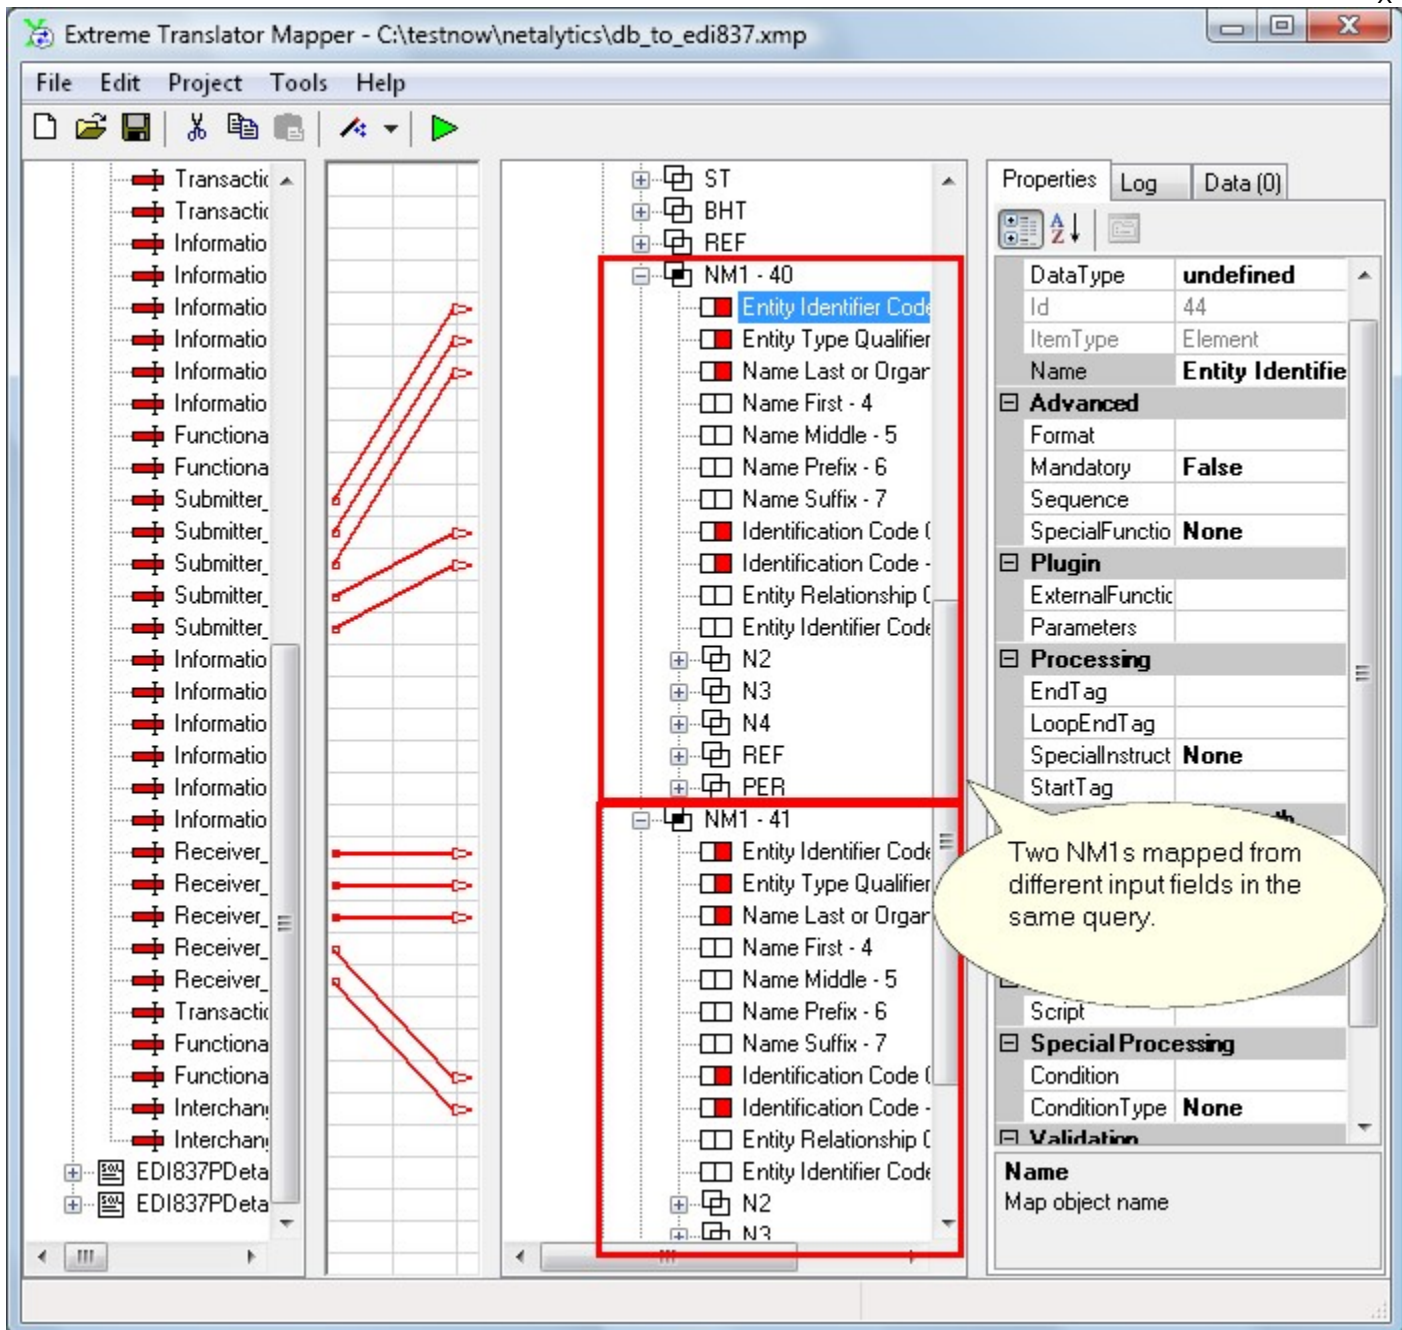 x
Extreme Translator Mapper - C:\testnow\netalytics\db_to_edi837.xmp
File Edit Project Tools Help
Transactic
Transactic
Informatio
Informatio
Informatio
Informatio
Informatio
Informatio
Functiona
Functiona
Submitter_
Submitter_
Submitter_
Submitter_
Submitter_
Informatio
Informatio
Informatio
Informatio
Informatio
Informatio
Receiver_
Receiver_
Receiver_
Receiver_
Receiver_
Transactic
Functiona
Functiona
Interchan
Interchan
EDI837PDeta
EDI837PDeta
ST
BHT
REF
NM1 - 40
Entity Identifier Code
Entity Type Qualifier
Name Last or Organ
Name First - 4
Name Middle - 5
Name Prefix - 6
Name Suffix - 7
Identification Code
Identification Code -
Entity Relationship
Entity Identifier Code
N2
N3
N4
REF
PER
NM1 - 41
Entity Identifier Code
Entity Type Qualifier
Name Last or Organ
Name First - 4
Name Middle - 5
Name Prefix - 6
Name Suffix - 7
Identification Code
Identification Code -
Entity Relationship
Entity Identifier Code
N2
N3
Properties Log Data (0)
DataType undefined
Id 44
ItemType Element
Name Entity Identifie
Advanced
Format
Mandatory False
Sequence
SpecialFunctio None
Plugin
ExternalFunctic
Parameters
Processing
EndTag
LoopEndTag
SpecialInstruct None
StartTag
Two NM1s mapped from
different input fields in the
same query.
Script
Special Processing
Condition
ConditionType None
Validation
Name
Map object name